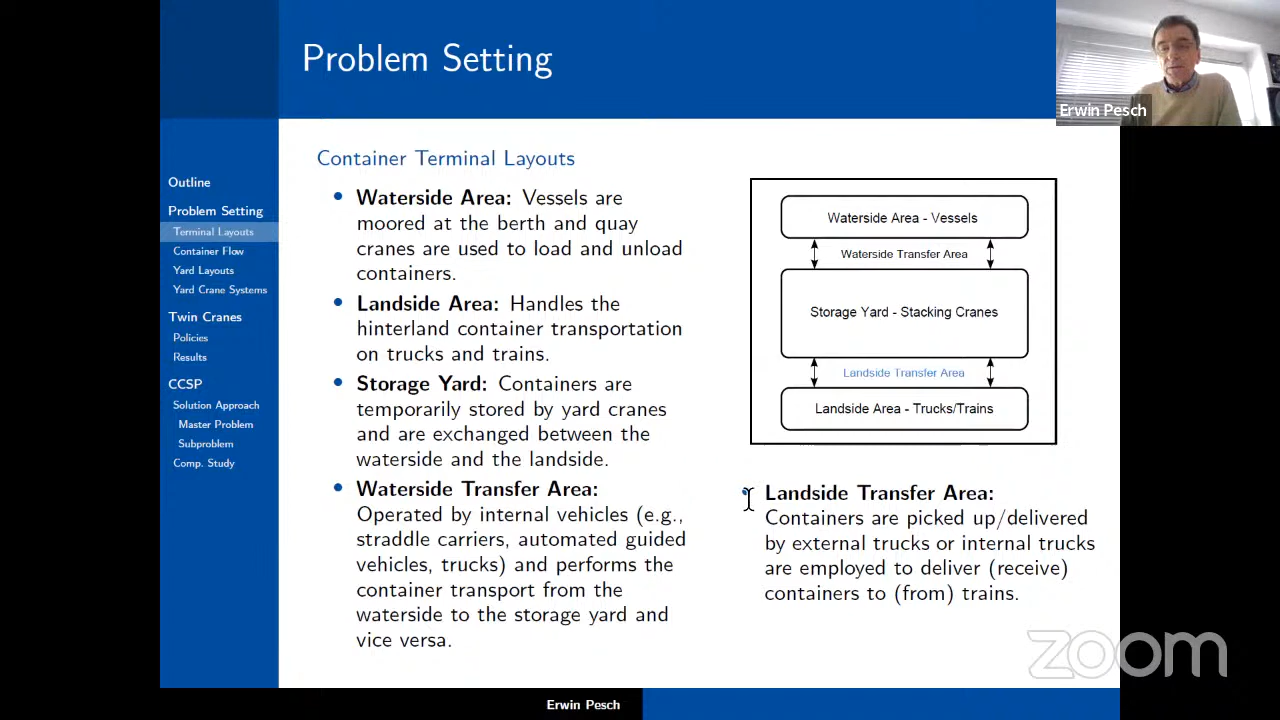 Problem Setting
Erwin Pesch
Outline
Problem Setting
Terminal Layouts
Container Flow
Yard Layouts
Yard Crane Systems
Twin Cranes
Policies
Results
CCSP
Solution Approach
Master Problem
Subproblem
Comp. Study
Container Terminal Layouts
• Waterside Area: Vessels are
moored at the berth and quay
cranes are used to load and unload
containers.
• Landside Area: Handles the
hinterland container transportation
on trucks and trains.
• Storage Yard: Containers are
temporarily stored by yard cranes
and are exchanged between the
waterside and the landside.
• Waterside Transfer Area:
Operated by internal vehicles (e.g.,
straddle carriers, automated guided
vehicles, trucks) and performs the
container transport from the
waterside to the storage yard and
vice versa.
Waterside Area - Vessels
Waterside Transfer Area
Storage Yard - Stacking Cranes
Landside Transfer Area
Landside Area - Trucks/Trains
• Landside Transfer Area:
Containers are picked up/delivered
by external trucks or internal trucks
are employed to deliver (receive)
containers to (from) trains.
zoom
Erwin Pesch